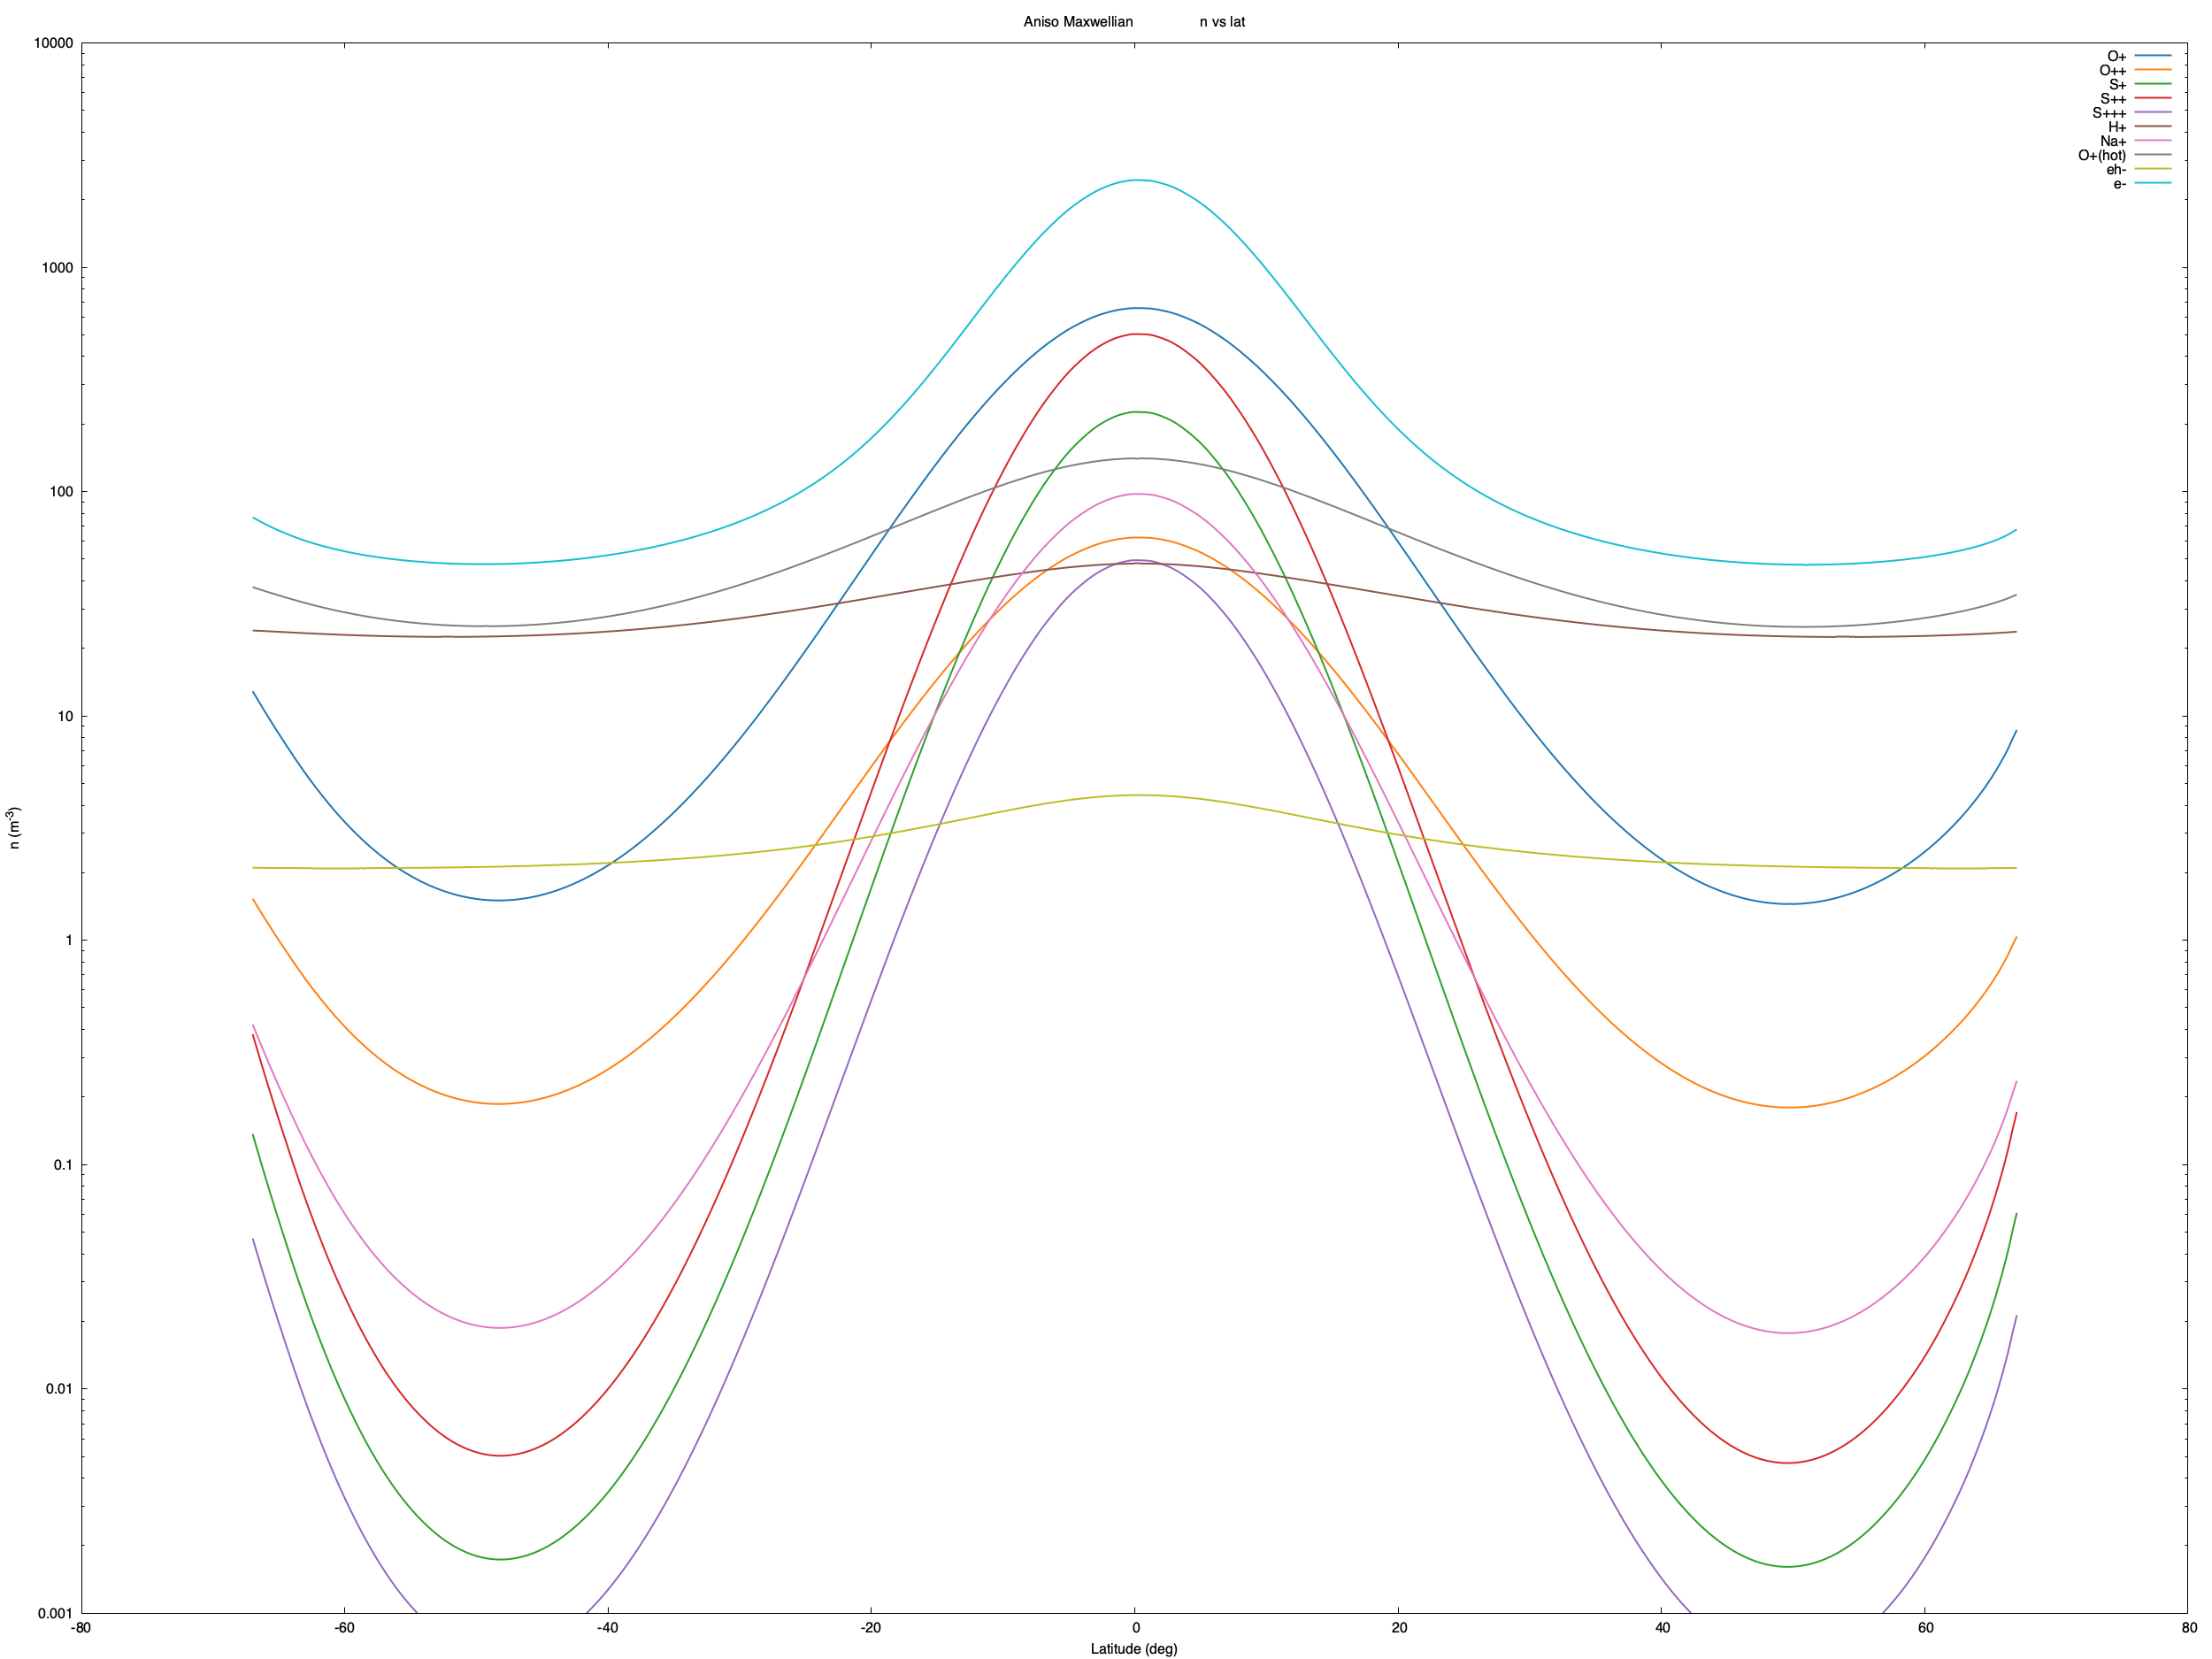 Aniso Maxwellian n vs lat
10000
1000
100
10
1
0.1
0.01
0.001
n (m-3)
O+
O++
S+
S++
S+++
H+
Na+
O+(hot)
eh-
e-
-80 -60 -40 -20 0 20 40 60 80
Latitude (deg)